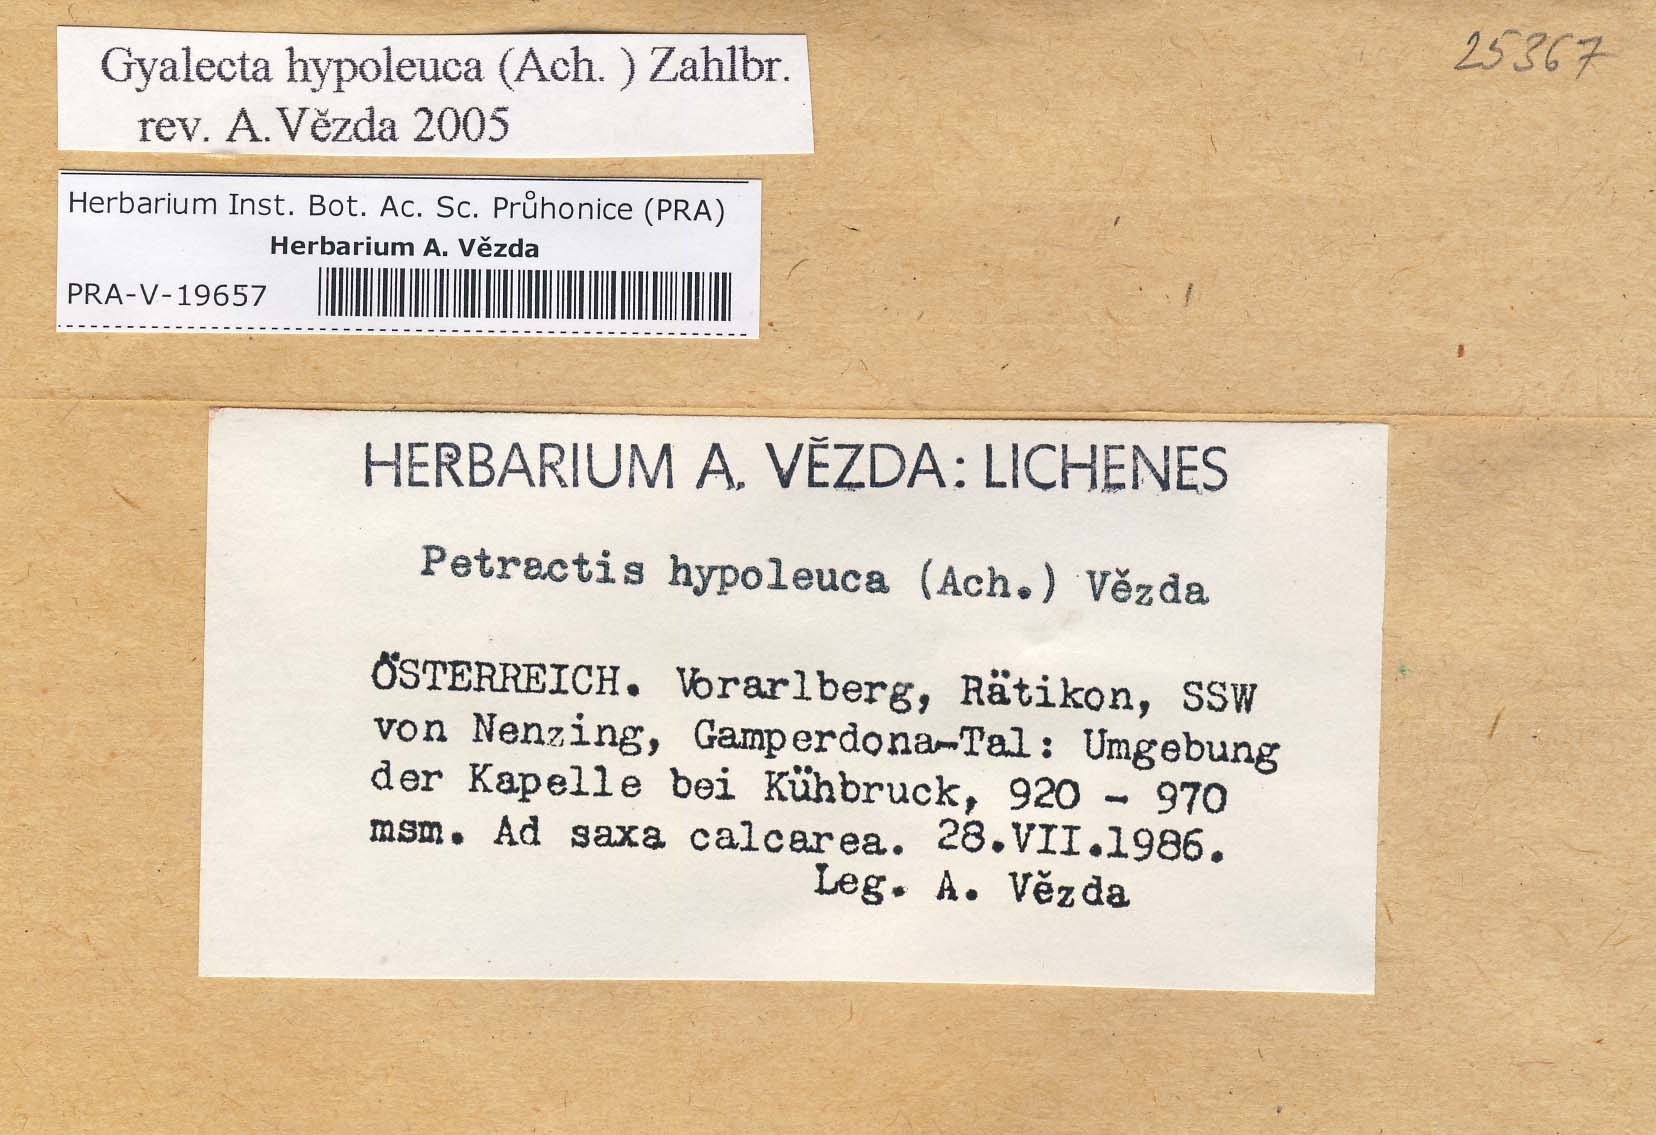 Gyalecta hypoleuca (Ach. ) Zahlbr.
rev. A. Vězda 2005
25367
Herbarium Inst. Bot. Ac. Sc. Průhonice (PRA)
Herbarium A. Vězda
PRA-V-19657
HERBARIUM A. VĚZDA: LICHENES
Petractis hypoleuca (Ach.) Vězda
ÖSTERREICH. Vorarlberg, Rätikon, SSW
von Nenzing, Gamperdona-Tal: Umgebung
der Kapelle bei Kühbruck, 920 - 970
msm. Ad saxa calcarea. 28.VII.1986.
Leg. A. Vězda